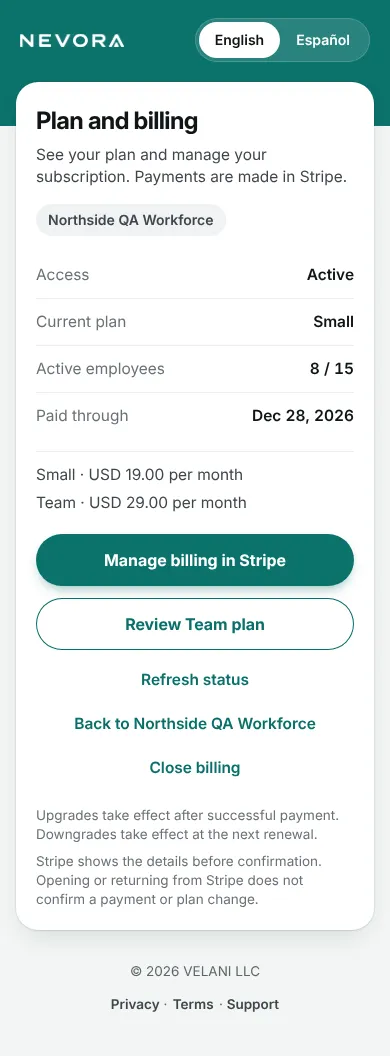 NEVORA
English Español
Plan and billing
See your plan and manage your
subscription. Payments are made in Stripe.
Northside QA Workforce
Access Active
Current plan Small
Active employees 8 / 15
Paid through Dec 28, 2026
Small · USD 19.00 per month
Team · USD 29.00 per month
Manage billing in Stripe
Review Team plan
Refresh status
Back to Northside QA Workforce
Close billing
Upgrades take effect after successful payment.
Downgrades take effect at the next renewal.
Stripe shows the details before confirmation.
Opening or returning from Stripe does not
confirm a payment or plan change.
© 2026 VELANI LLC
Privacy · Terms · Support